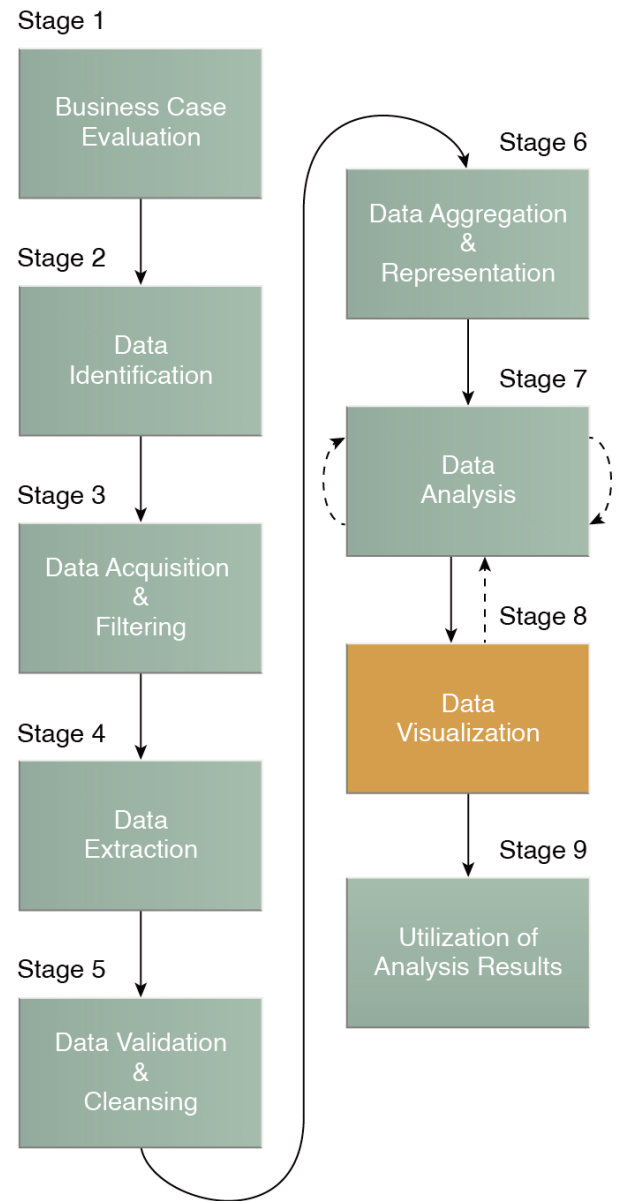 Stage 1
Business Case
Evaluation
Stage 2
Data
Identification
Stage 3
Data Acquisition
&
Filtering
Stage 4
Data
Extraction
Stage 5
Data Validation
&
Cleansing
Stage 6
Data Aggregation
&
Representation
Stage 7
Data
Analysis
Stage 8
Data
Visualization
Stage 9
Utilization of
Analysis Results